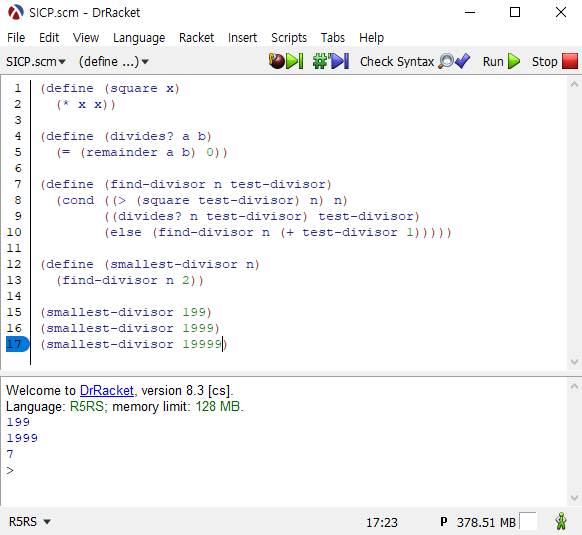 SICP.scm - DrRacket
File Edit View Language Racket Insert Scripts Tabs Help
SICP.scm▾ (define ...)▾ Check Syntax Run Stop
1 (define (square x)
2   (* x x))
3
4 (define (divides? a b)
5   (= (remainder a b) 0))
6
7 (define (find-divisor n test-divisor)
8   (cond ((> (square test-divisor) n) n)
9         ((divides? n test-divisor) test-divisor)
10         (else (find-divisor n (+ test-divisor 1)))))
11
12 (define (smallest-divisor n)
13   (find-divisor n 2))
14
15 (smallest-divisor 199)
16 (smallest-divisor 1999)
17 (smallest-divisor 19999)
Welcome to DrRacket, version 8.3 [cs].
Language: R5RS; memory limit: 128 MB.
199
1999
7
>
R5RS ▾ 17:23 P 378.51 MB